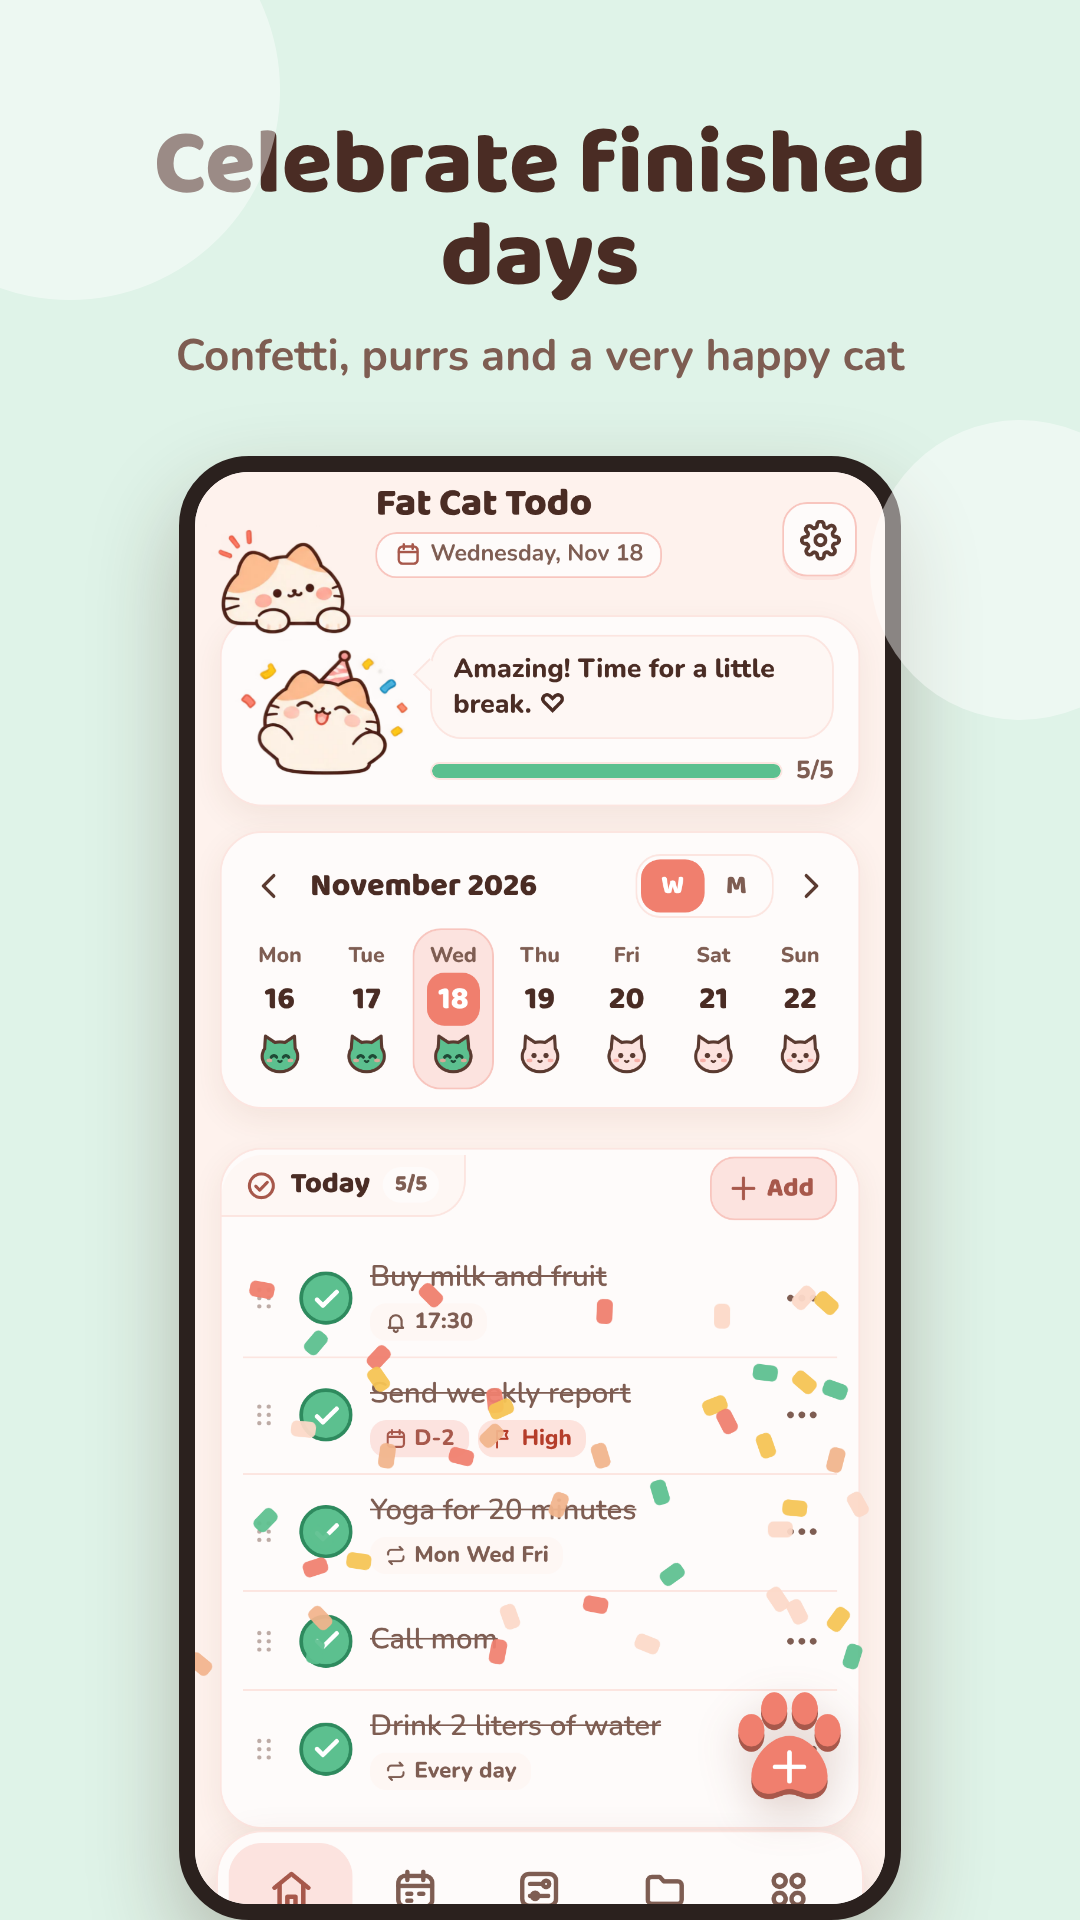 Celebrate finished
days
Confetti, purrs and a very happy cat
Fat Cat Todo
Wednesday, Nov 18
Amazing! Time for a little
break. ♡
5/5
November 2026
W M
Mon Tue Wed Thu Fri Sat Sun
16 17 18 19 20 21 22
Today 5/5
+ Add
Buy milk and fruit
17:30
Send weekly report
D-2 High
Yoga for 20 minutes
Mon Wed Fri
Call mom
Drink 2 liters of water
Every day